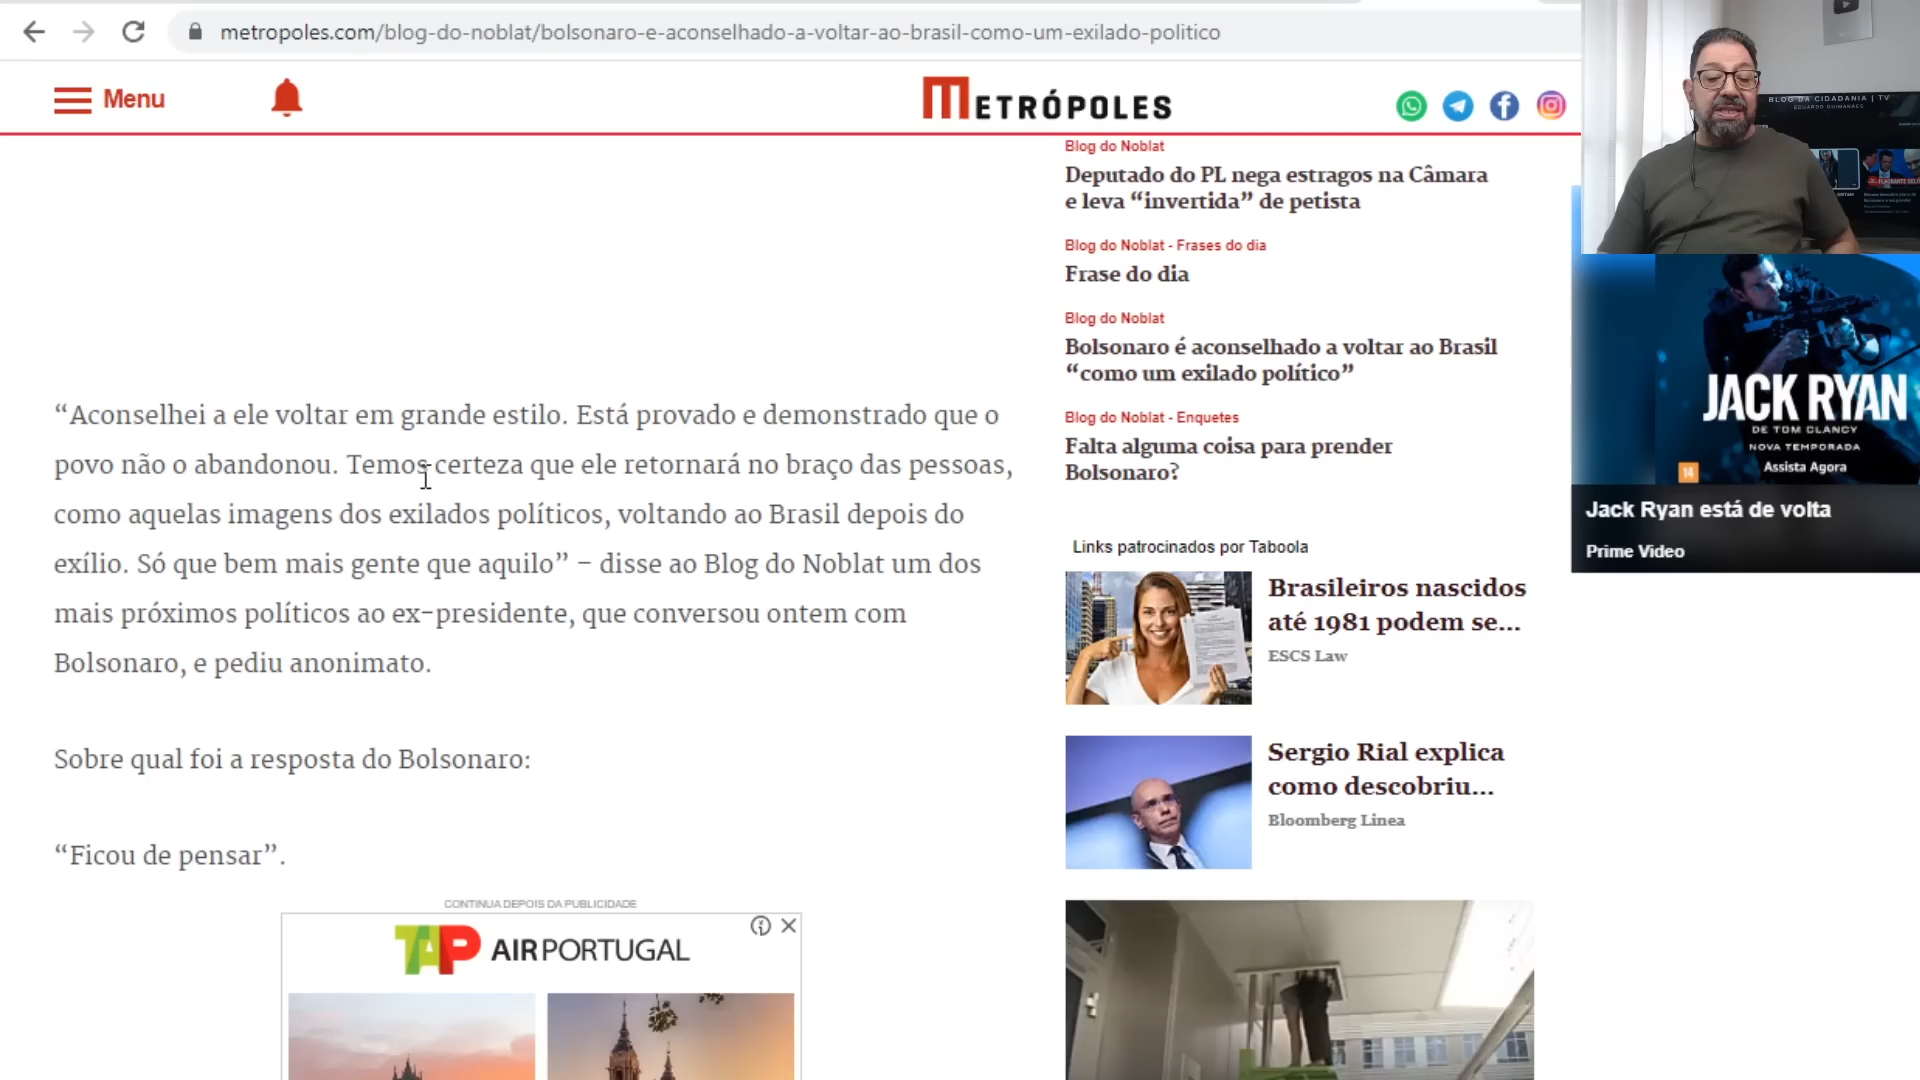 metropoles.com/blog-do-noblat/bolsonaro-e-aconselhado-a-voltar-ao-brasil-como-um-exilado-politico
Menu
METRÓPOLES
BLOG DA CIDADANIA | TV
EDUARDO GUIMARÃES
“Aconselhei a ele voltar em grande estilo. Está provado e demonstrado que o
povo não o abandonou. Temos certeza que ele retornará no braço das pessoas,
como aquelas imagens dos exilados políticos, voltando ao Brasil depois do
exílio. Só que bem mais gente que aquilo” – disse ao Blog do Noblat um dos
mais próximos políticos ao ex-presidente, que conversou ontem com
Bolsonaro, e pediu anonimato.
Sobre qual foi a resposta do Bolsonaro:
“Ficou de pensar”.
CONTINUA DEPOIS DA PUBLICIDADE
TAP AIRPORTUGAL
Blog do Noblat
Deputado do PL nega estragos na Câmara
e leva “invertida” de petista
Blog do Noblat - Frases do dia
Frase do dia
Blog do Noblat
Bolsonaro é aconselhado a voltar ao Brasil
“como um exilado político”
Blog do Noblat - Enquetes
Falta alguma coisa para prender
Bolsonaro?
Links patrocinados por Taboola
Brasileiros nascidos
até 1981 podem se...
ESCS Law
Sergio Rial explica
como descobriu...
Bloomberg Linea
JACK RYAN
DE TOM CLANCY
NOVA TEMPORADA
Assista Agora
14
Jack Ryan está de volta
Prime Video